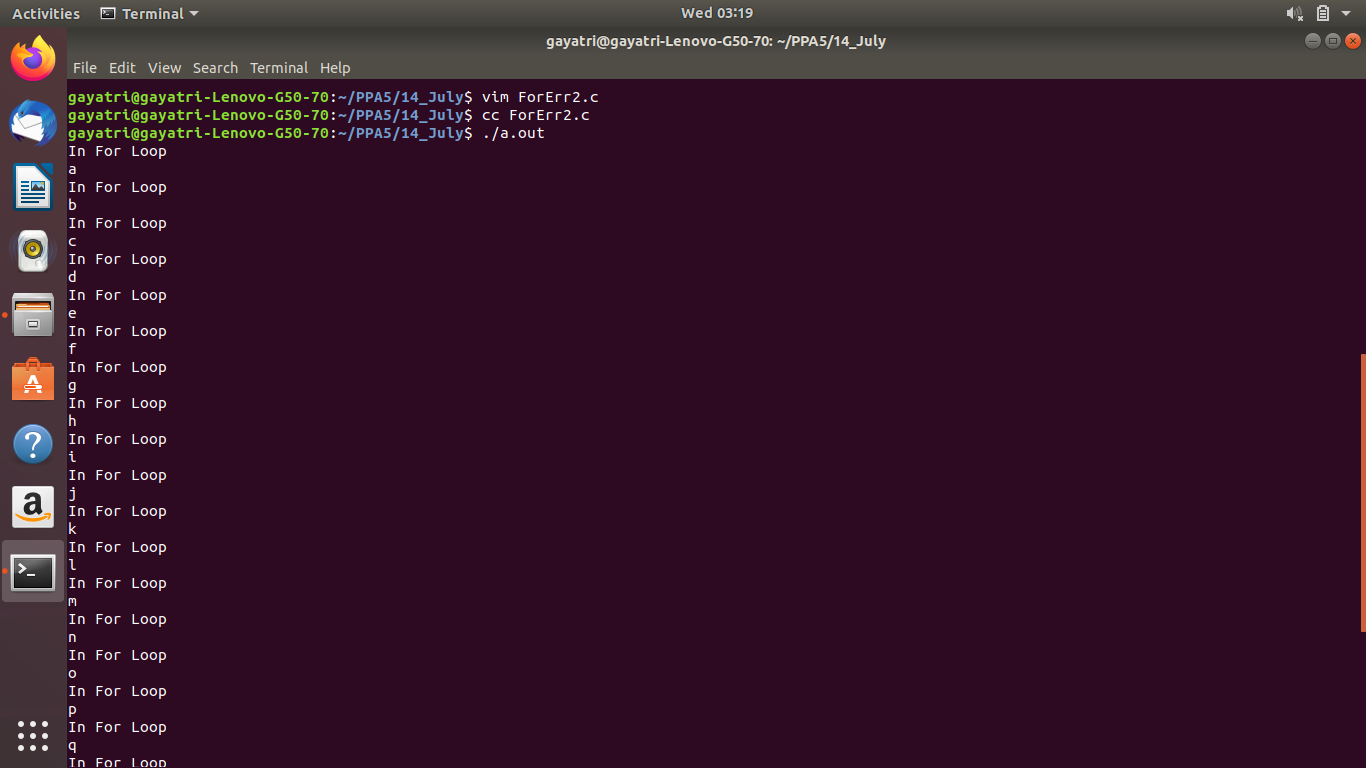 Activities Terminal Wed 03:19
gayatri@gayatri-Lenovo-G50-70: ~/PPA5/14_July
File Edit View Search Terminal Help
gayatri@gayatri-Lenovo-G50-70:~/PPA5/14_July$ vim ForErr2.c
gayatri@gayatri-Lenovo-G50-70:~/PPA5/14_July$ cc ForErr2.c
gayatri@gayatri-Lenovo-G50-70:~/PPA5/14_July$ ./a.out
In For Loop
a
In For Loop
b
In For Loop
c
In For Loop
d
In For Loop
e
In For Loop
f
In For Loop
g
In For Loop
h
In For Loop
i
In For Loop
j
In For Loop
k
In For Loop
l
In For Loop
m
In For Loop
n
In For Loop
o
In For Loop
p
In For Loop
q
In For Loop